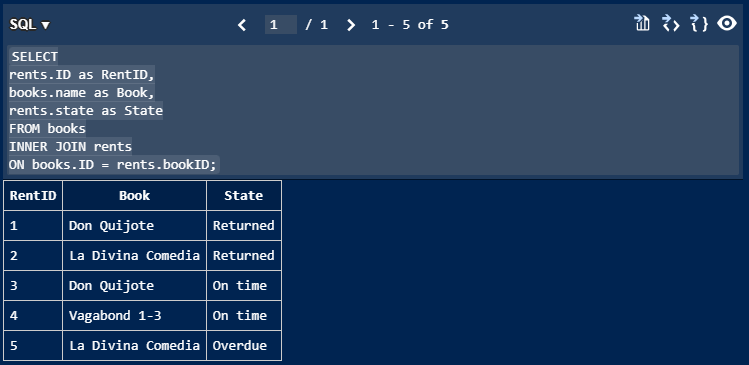 SQL ▼ < 1 / 1 > 1 - 5 of 5
SELECT
rents.ID as RentID,
books.name as Book,
rents.state as State
FROM books
INNER JOIN rents
ON books.ID = rents.bookID;
RentID Book State
1 Don Quijote Returned
2 La Divina Comedia Returned
3 Don Quijote On time
4 Vagabond 1-3 On time
5 La Divina Comedia Overdue